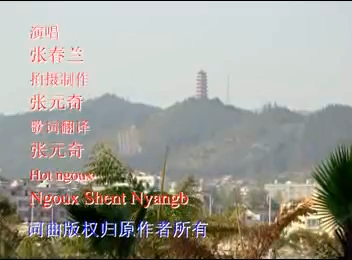 演唱
张春兰
拍摄制作
张元奇
歌词翻译
张元奇
Hot ngoux
Ngoux Shent Nyangb
词曲版权归原作者所有